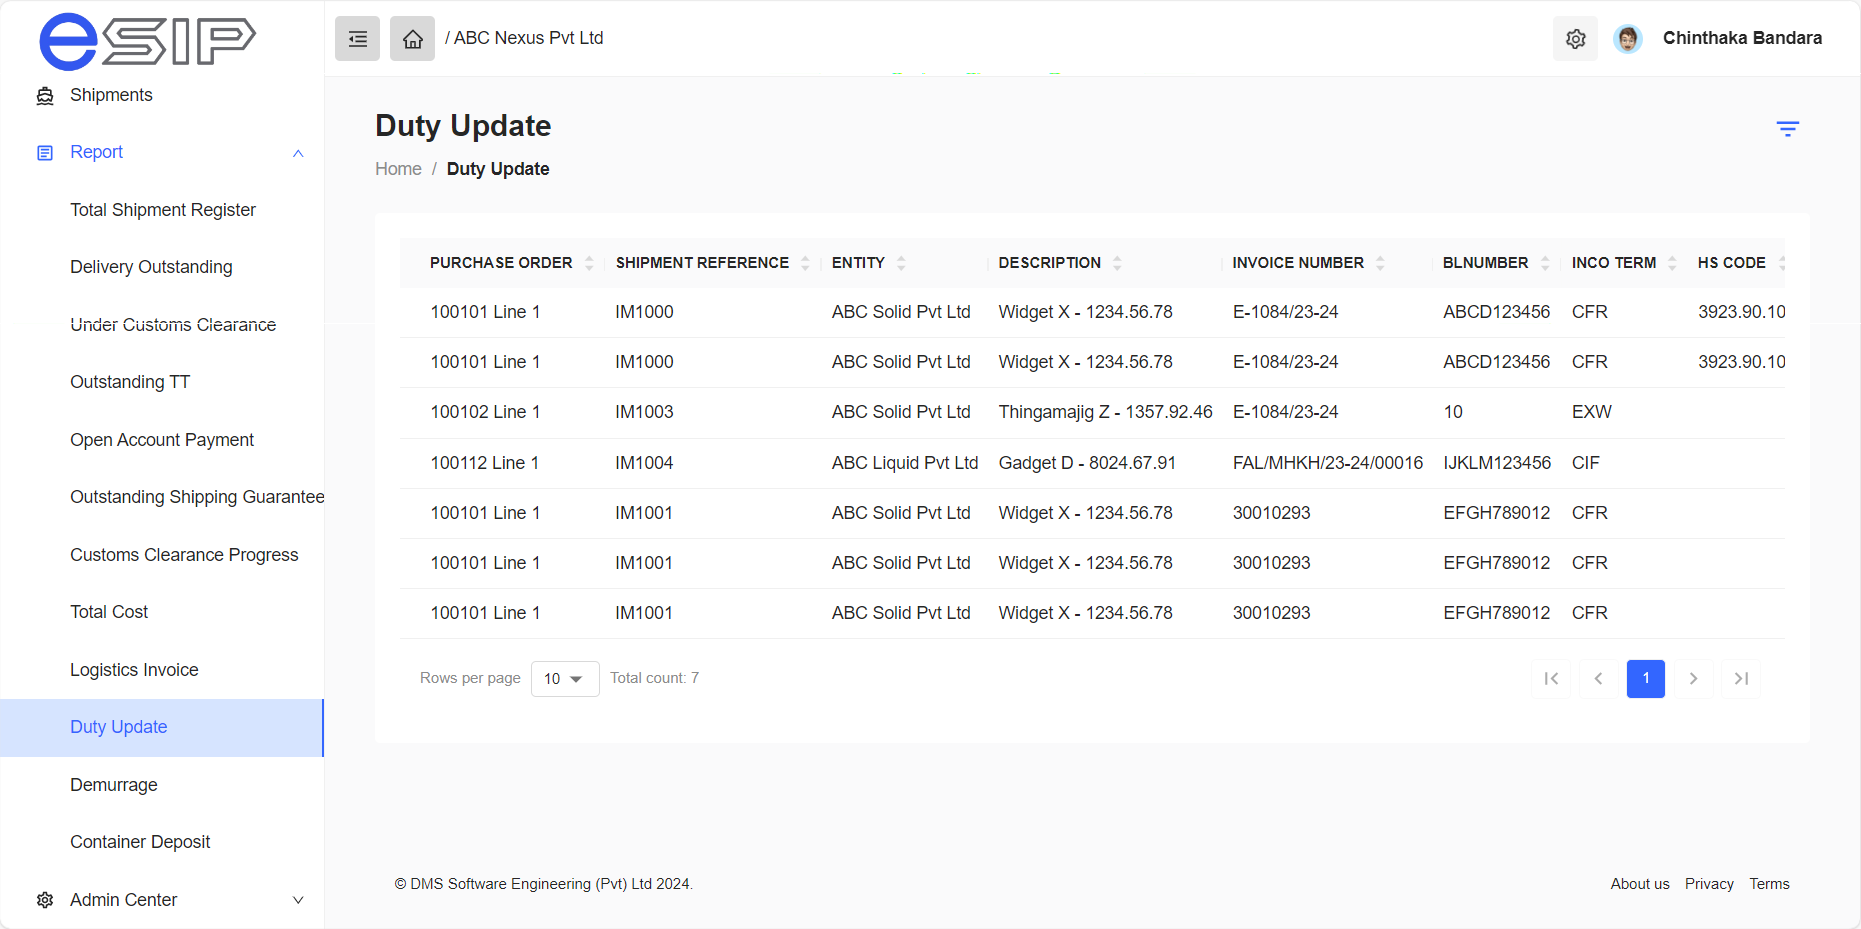 eSIP
/ ABC Nexus Pvt Ltd
Chinthaka Bandara
Shipments
Report
Total Shipment Register
Delivery Outstanding
Under Customs Clearance
Outstanding TT
Open Account Payment
Outstanding Shipping Guarantee
Customs Clearance Progress
Total Cost
Logistics Invoice
Duty Update
Demurrage
Container Deposit
Admin Center
Duty Update
Home / Duty Update
PURCHASE ORDER SHIPMENT REFERENCE ENTITY DESCRIPTION INVOICE NUMBER BLNUMBER INCO TERM HS CODE
100101 Line 1 IM1000 ABC Solid Pvt Ltd Widget X - 1234.56.78 E-1084/23-24 ABCD123456 CFR 3923.90.10
100101 Line 1 IM1000 ABC Solid Pvt Ltd Widget X - 1234.56.78 E-1084/23-24 ABCD123456 CFR 3923.90.10
100102 Line 1 IM1003 ABC Solid Pvt Ltd Thingamajig Z - 1357.92.46 E-1084/23-24 10 EXW
100112 Line 1 IM1004 ABC Liquid Pvt Ltd Gadget D - 8024.67.91 FAL/MHKH/23-24/00016 IJKLM123456 CIF
100101 Line 1 IM1001 ABC Solid Pvt Ltd Widget X - 1234.56.78 30010293 EFGH789012 CFR
100101 Line 1 IM1001 ABC Solid Pvt Ltd Widget X - 1234.56.78 30010293 EFGH789012 CFR
100101 Line 1 IM1001 ABC Solid Pvt Ltd Widget X - 1234.56.78 30010293 EFGH789012 CFR
Rows per page 10 Total count: 7
1
© DMS Software Engineering (Pvt) Ltd 2024.
About us Privacy Terms